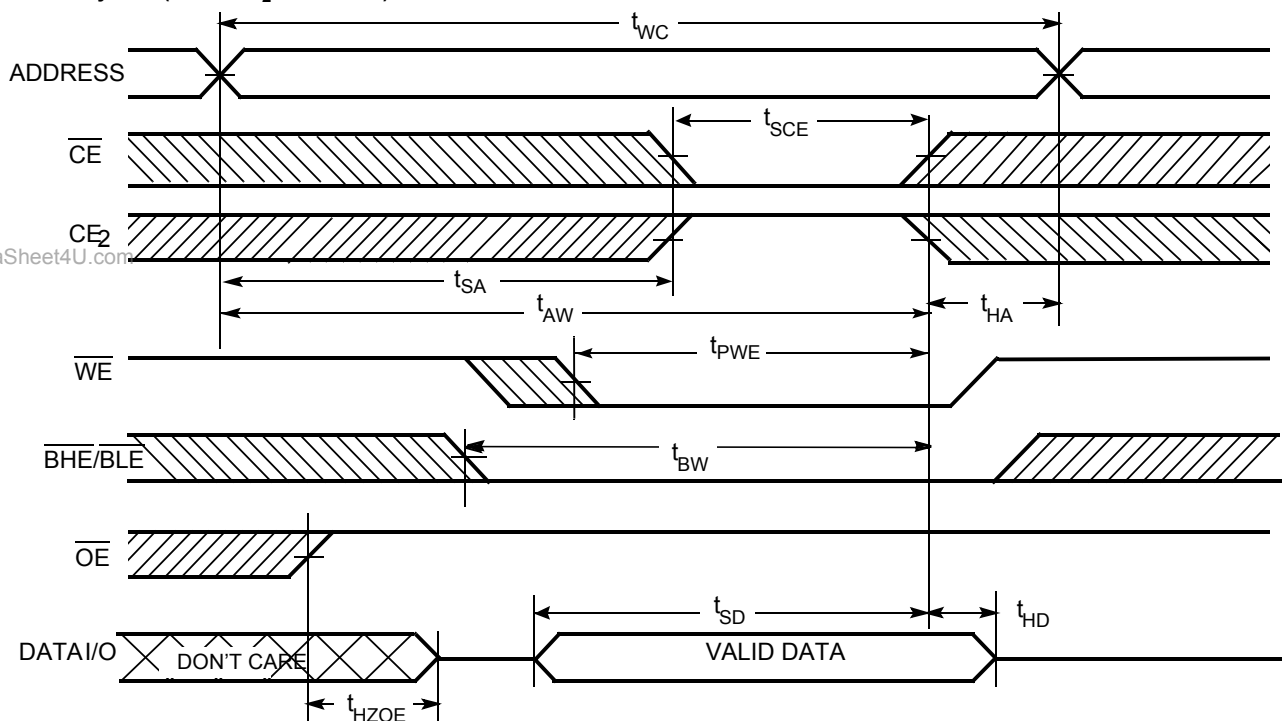 tWC
ADDRESS
tSCE
CE
CE2
aSheet4U.com
tSA
tAW
tHA
tPWE
WE
BHE/BLE
tBW
OE
tSD
tHD
DATAI/O
DON'T CARE
VALID DATA
tHZOE